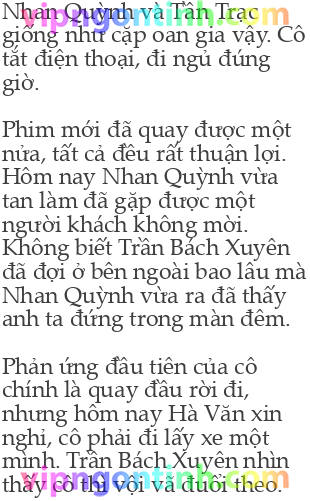 Nhan Quỳnh và Tần Trạc
giống như cặp oan gia vậy. Cô
tắt điện thoại, đi ngủ đúng
giờ.
Phim mới đã quay được một
nửa, tất cả đều rất thuận lợi.
Hôm nay Nhan Quỳnh vừa
tan làm đã gặp được một
người khách không mời.
Không biết Trần Bách Xuyên
đã đợi ở bên ngoài bao lâu mà
Nhan Quỳnh vừa ra đã thấy
anh ta đứng trong màn đêm.
Phản ứng đầu tiên của cô
chính là quay đầu rời đi,
nhưng hôm nay Hà Văn xin
nghỉ, cô phải đi lấy xe một
mình. Trần Bách Xuyên nhìn
thấy cô thì vội vã đuổi theo.
vipngontinh.com
vipngontinh.com